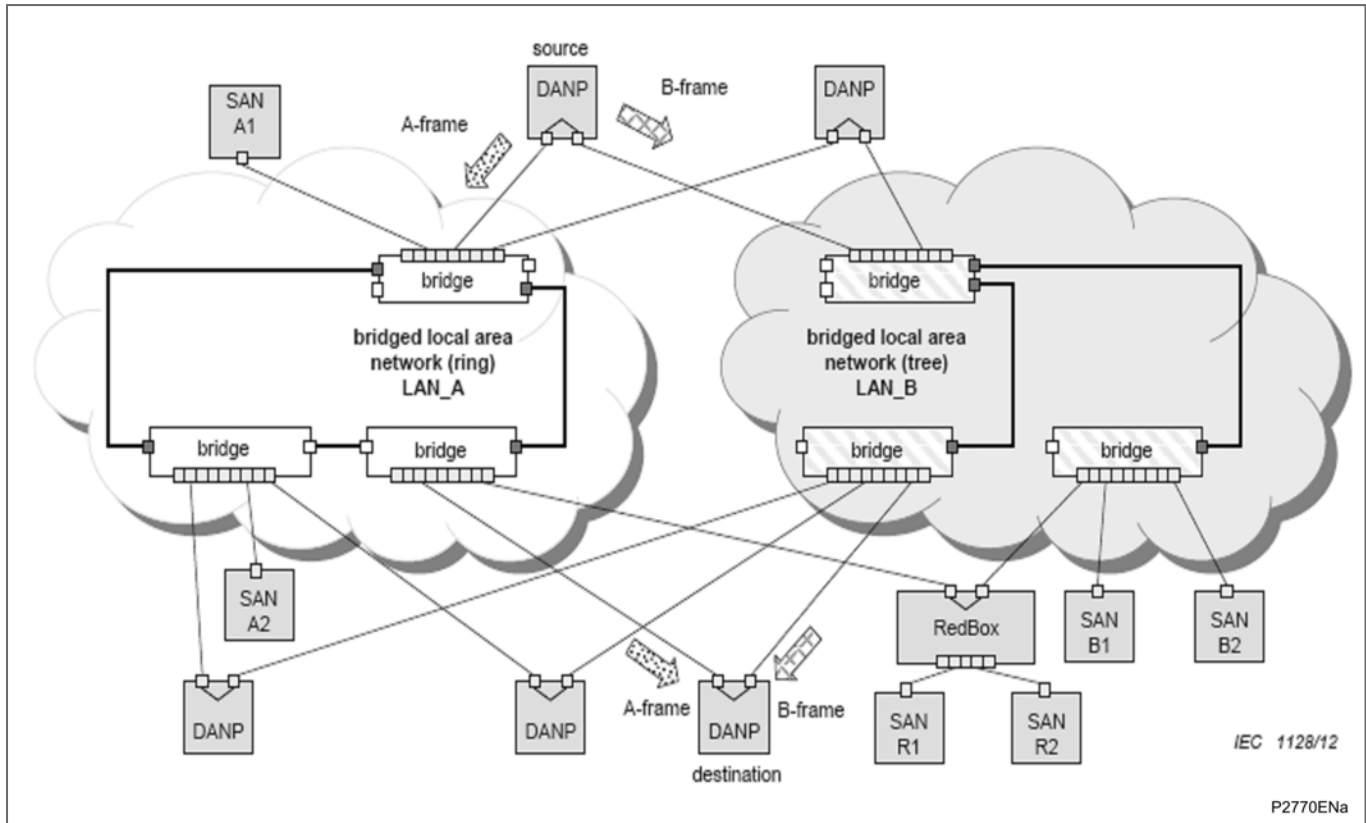 source
DANP
DANP
B-frame
SAN
A1
A-frame
bridge
bridge
bridged local area
network (ring)
LAN_A
bridged local area
network (tree)
LAN_B
bridge
bridge
bridge
bridge
SAN
A2
RedBox
SAN
B1
SAN
B2
DANP
DANP
A-frame
DANP
B-frame
destination
SAN
R1
SAN
R2
IEC 1128/12
P2770ENa